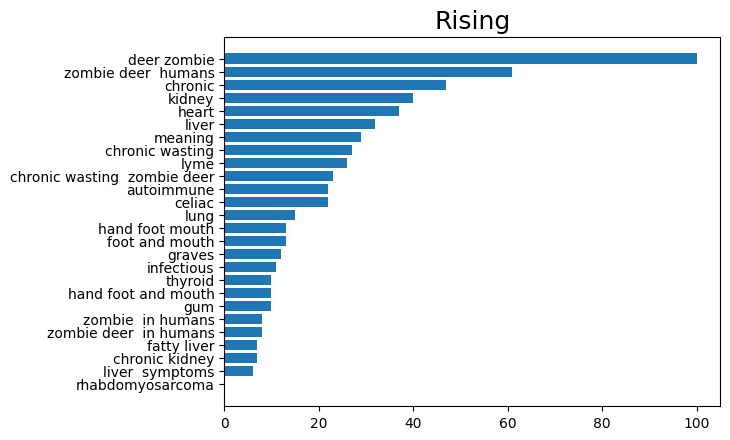 Rising
deer zombie
zombie deer  humans
chronic
kidney
heart
liver
meaning
chronic wasting
lyme
chronic wasting  zombie deer
autoimmune
celiac
lung
hand foot mouth
foot and mouth
graves
infectious
thyroid
hand foot and mouth
gum
zombie  in humans
zombie deer  in humans
fatty liver
chronic kidney
liver  symptoms
rhabdomyosarcoma
0 20 40 60 80 100